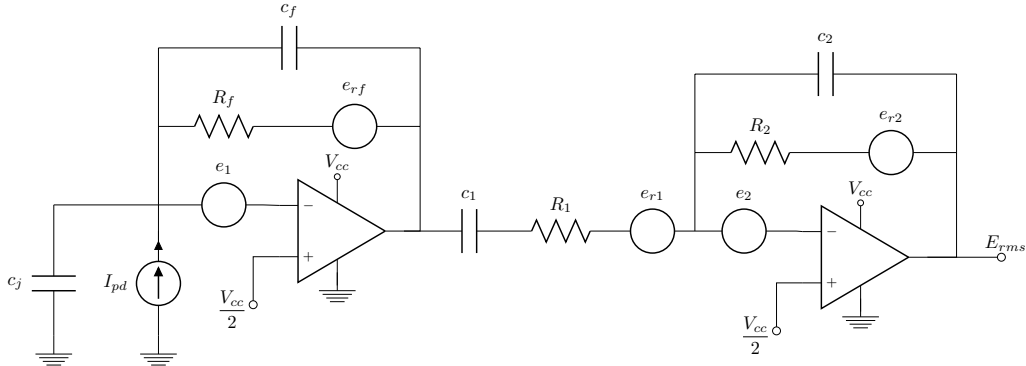 c_f
c_2
R_f
e_{rf}
R_2
e_{r2}
e_1
V_{cc}
−
+
c_1
R_1
e_{r1}
e_2
V_{cc}
−
+
E_{rms}
c_j
I_{pd}
V_{cc}
2
V_{cc}
2